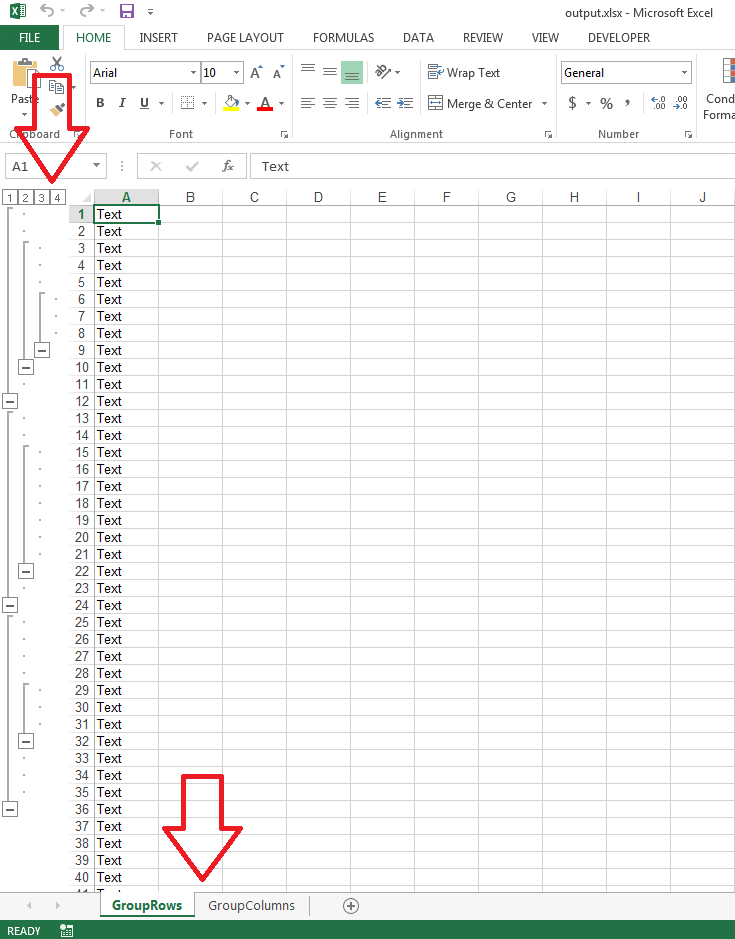 output.xlsx - Microsoft Excel
FILE HOME INSERT PAGE LAYOUT FORMULAS DATA REVIEW VIEW DEVELOPER
Arial 10 A A Wrap Text General
Paste B I U A Merge & Center $ % , .0 .00 .00 .0 Cond
Forma
Clipboard Font Alignment Number
A1 fx Text
1 2 3 4 A B C D E F G H I J
1 Text
2 Text
3 Text
4 Text
5 Text
6 Text
7 Text
8 Text
9 Text
10 Text
11 Text
12 Text
13 Text
14 Text
15 Text
16 Text
17 Text
18 Text
19 Text
20 Text
21 Text
22 Text
23 Text
24 Text
25 Text
26 Text
27 Text
28 Text
29 Text
30 Text
31 Text
32 Text
33 Text
34 Text
35 Text
36 Text
37 Text
38 Text
39 Text
40 Text
GroupRows GroupColumns
READY